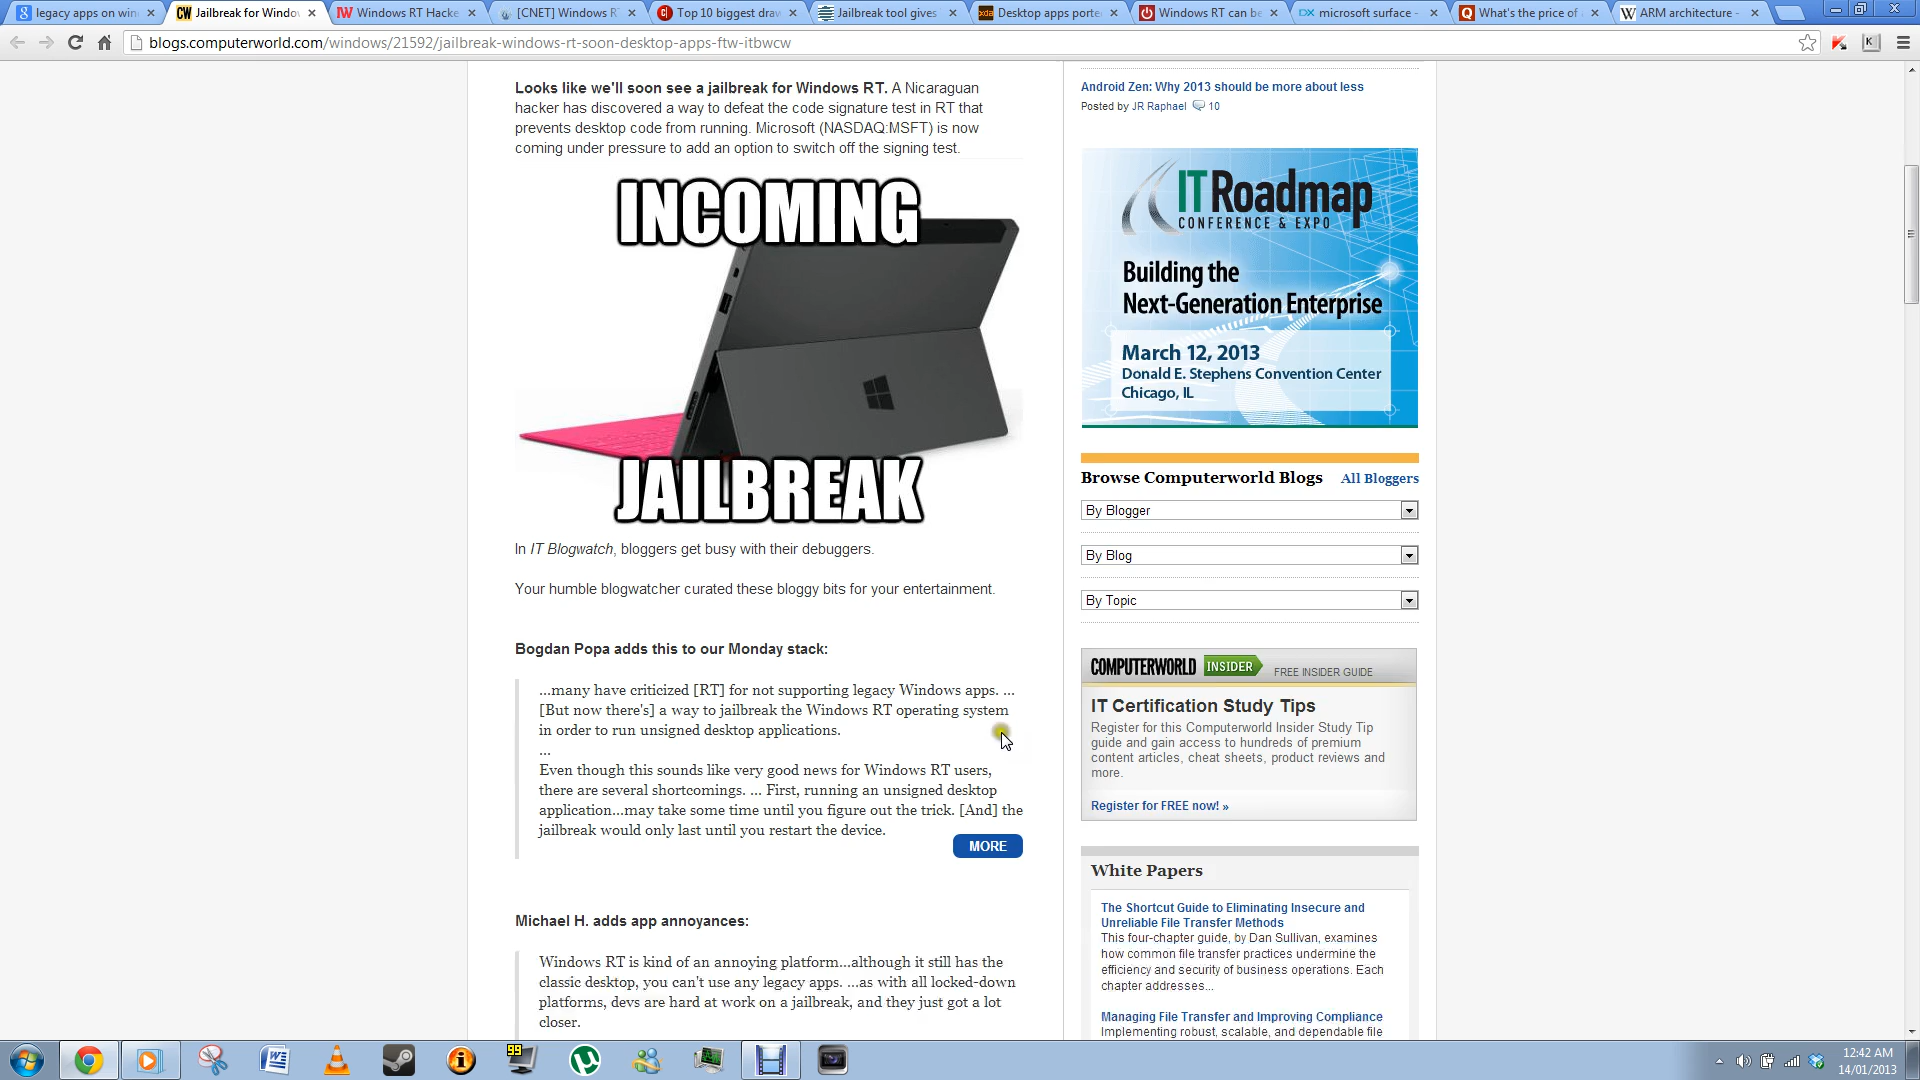 legacy apps on win
Jailbreak for Windo
Windows RT Hacke
[CNET] Windows R
Top 10 biggest draw
Jailbreak tool gives
Desktop apps porte
Windows RT can be
microsoft surface -
What's the price of
ARM architecture -
blogs.computerworld.com/windows/21592/jailbreak-windows-rt-soon-desktop-apps-ftw-itbwcw
Looks like we'll soon see a jailbreak for Windows RT. A Nicaraguan
hacker has discovered a way to defeat the code signature test in RT that
prevents desktop code from running. Microsoft (NASDAQ:MSFT) is now
coming under pressure to add an option to switch off the signing test.
INCOMING
JAILBREAK
In IT Blogwatch, bloggers get busy with their debuggers.
Your humble blogwatcher curated these bloggy bits for your entertainment.
Bogdan Popa adds this to our Monday stack:
...many have criticized [RT] for not supporting legacy Windows apps. ...
[But now there's] a way to jailbreak the Windows RT operating system
in order to run unsigned desktop applications.
...
Even though this sounds like very good news for Windows RT users,
there are several shortcomings. ... First, running an unsigned desktop
application...may take some time until you figure out the trick. [And] the
jailbreak would only last until you restart the device.
MORE
Michael H. adds app annoyances:
Windows RT is kind of an annoying platform...although it still has the
classic desktop, you can't use any legacy apps. ...as with all locked-down
platforms, devs are hard at work on a jailbreak, and they just got a lot
closer.
Android Zen: Why 2013 should be more about less
Posted by JR Raphael 10
IT Roadmap
CONFERENCE & EXPO
Building the
Next-Generation Enterprise
March 12, 2013
Donald E. Stephens Convention Center
Chicago, IL
Browse Computerworld Blogs All Bloggers
By Blogger
By Blog
By Topic
COMPUTERWORLD INSIDER FREE INSIDER GUIDE
IT Certification Study Tips
Register for this Computerworld Insider Study Tip
guide and gain access to hundreds of premium
content articles, cheat sheets, product reviews and
more.
Register for FREE now! »
White Papers
The Shortcut Guide to Eliminating Insecure and
Unreliable File Transfer Methods
This four-chapter guide, by Dan Sullivan, examines
how common file transfer practices undermine the
efficiency and security of business operations. Each
chapter addresses...
Managing File Transfer and Improving Compliance
Implementing robust, scalable, and dependable file
99
12:42 AM
14/01/2013